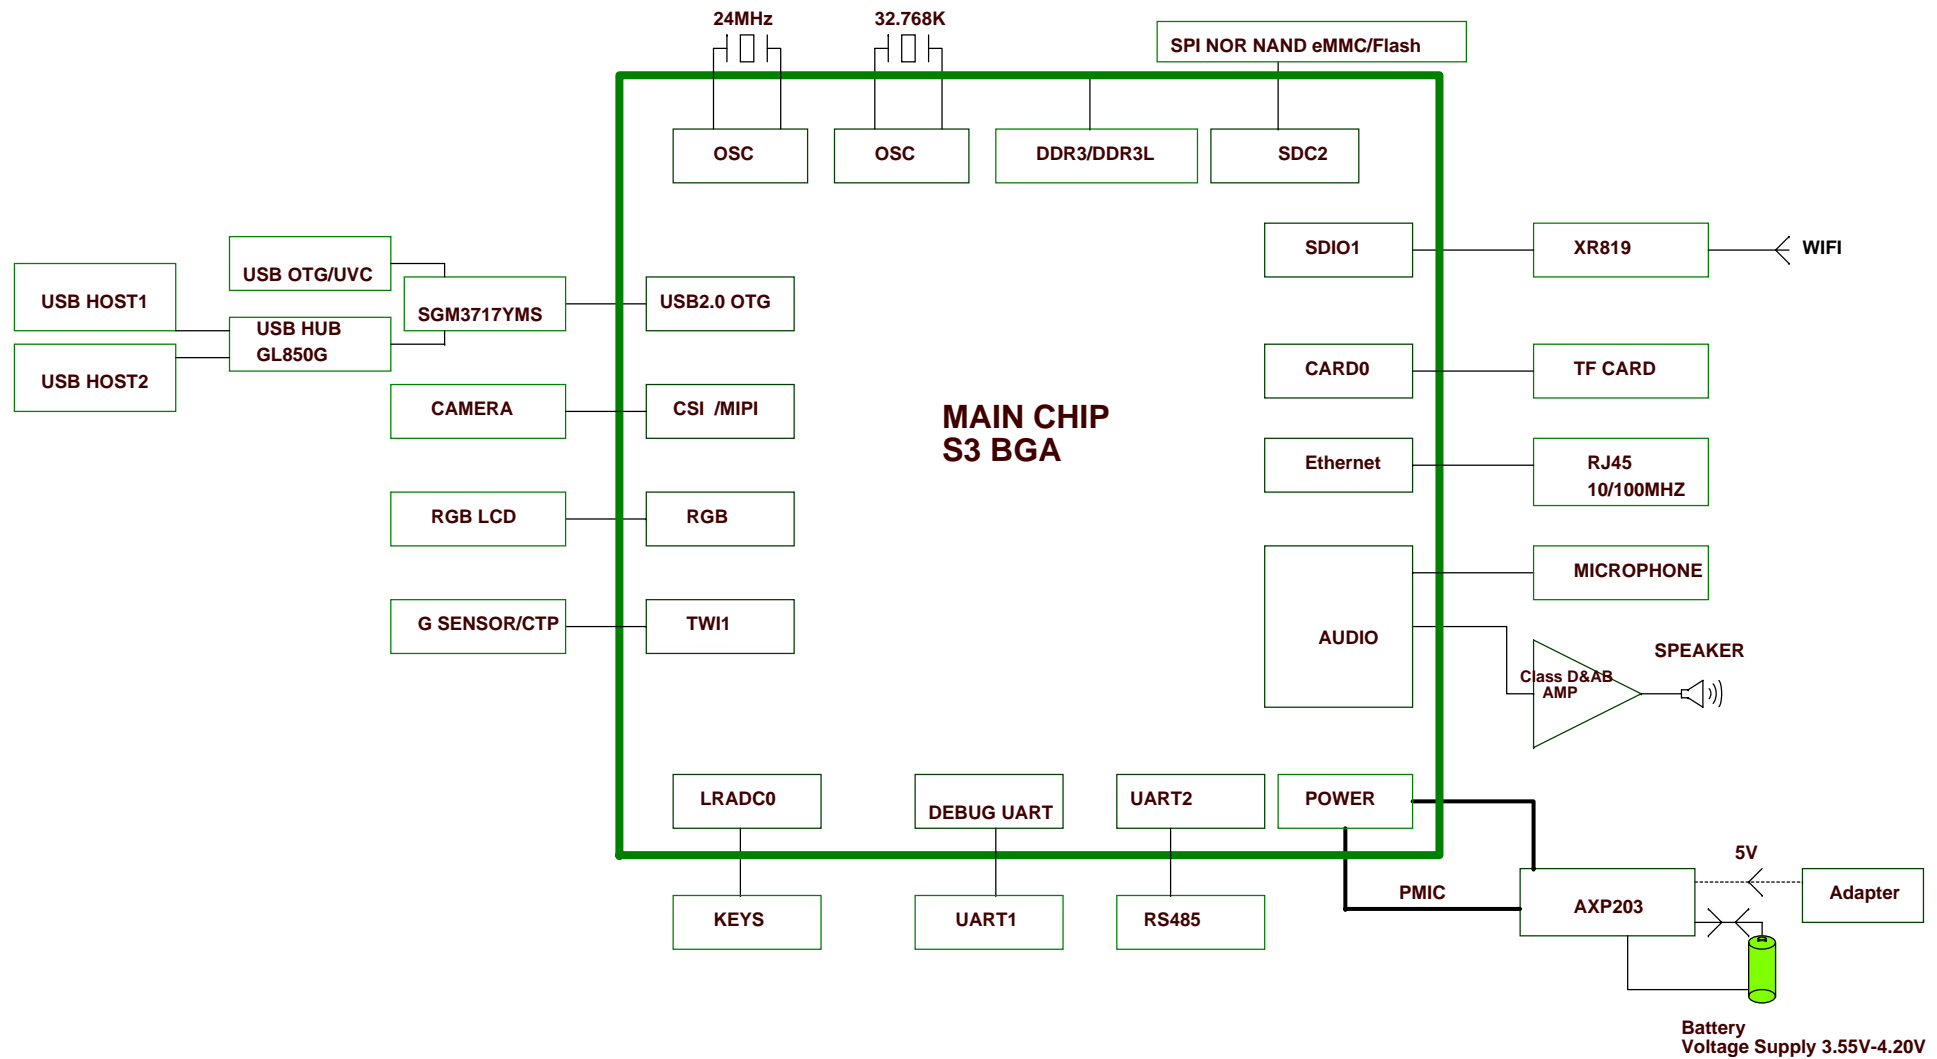 24MHz
32.768K
SPI NOR NAND eMMC/Flash
OSC
OSC
DDR3/DDR3L
SDC2
SDIO1
XR819
WIFI
USB OTG/UVC
USB HOST1
SGM3717YMS
USB2.0 OTG
USB HUB
GL850G
USB HOST2
CARD0
TF CARD
CAMERA
CSI /MIPI
MAIN CHIP
S3 BGA
Ethernet
RJ45
10/100MHZ
RGB LCD
RGB
MICROPHONE
G SENSOR/CTP
TWI1
AUDIO
SPEAKER
Class D&AB
AMP
LRADC0
DEBUG UART
UART2
POWER
5V
PMIC
AXP203
Adapter
KEYS
UART1
RS485
Battery
Voltage Supply 3.55V-4.20V